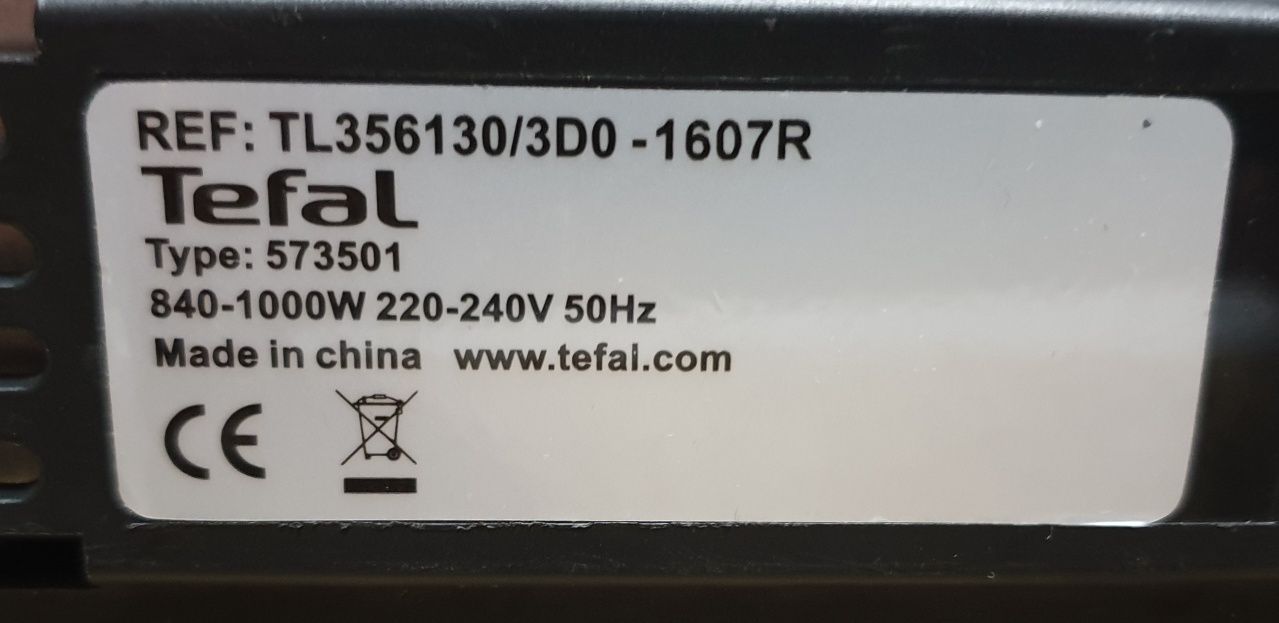 REF: TL356130/3D0 -1607R
Tefal
Type: 573501
840-1000W 220-240V 50Hz
Made in china www.tefal.com
CE